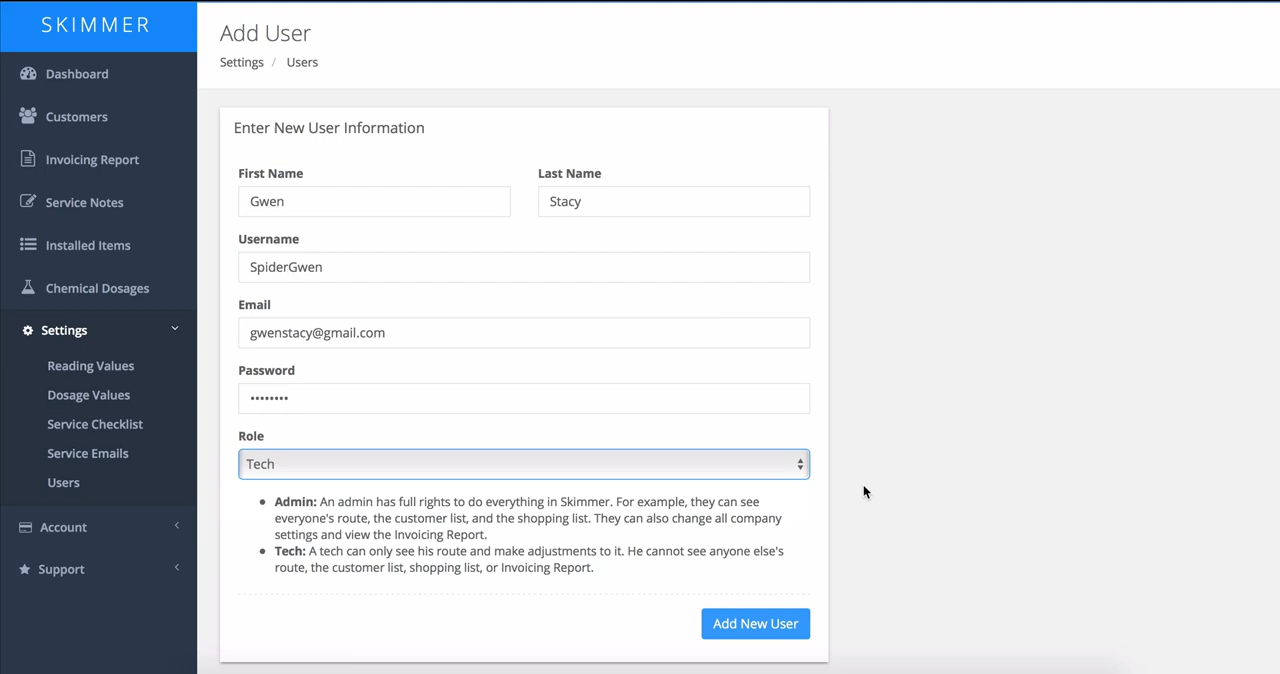 SKIMMER
Dashboard
Customers
Invoicing Report
Service Notes
Installed Items
Chemical Dosages
Settings
Reading Values
Dosage Values
Service Checklist
Service Emails
Users
Account
Support
Add User
Settings / Users
Enter New User Information
First Name Last Name
Gwen Stacy
Username
SpiderGwen
Email
gwenstacy@gmail.com
Password
••••••••
Role
Tech
• Admin: An admin has full rights to do everything in Skimmer. For example, they can see
everyone's route, the customer list, and the shopping list. They can also change all company
settings and view the Invoicing Report.
• Tech: A tech can only see his route and make adjustments to it. He cannot see anyone else's
route, the customer list, shopping list, or Invoicing Report.
Add New User